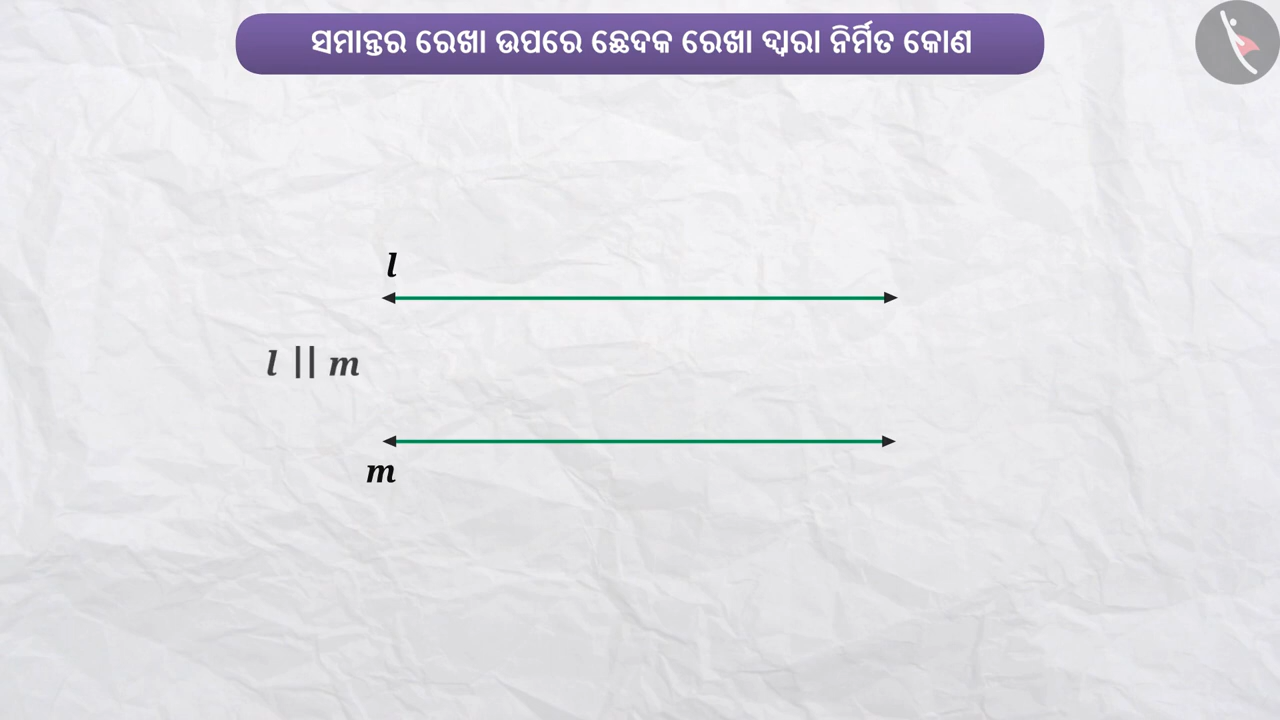 ସମାନ୍ତର ରେଖା ଉପରେ ଛେଦକ ରେଖା ଦ୍ୱାରା ନିର୍ମିତ କୋଣ
l
l || m
m